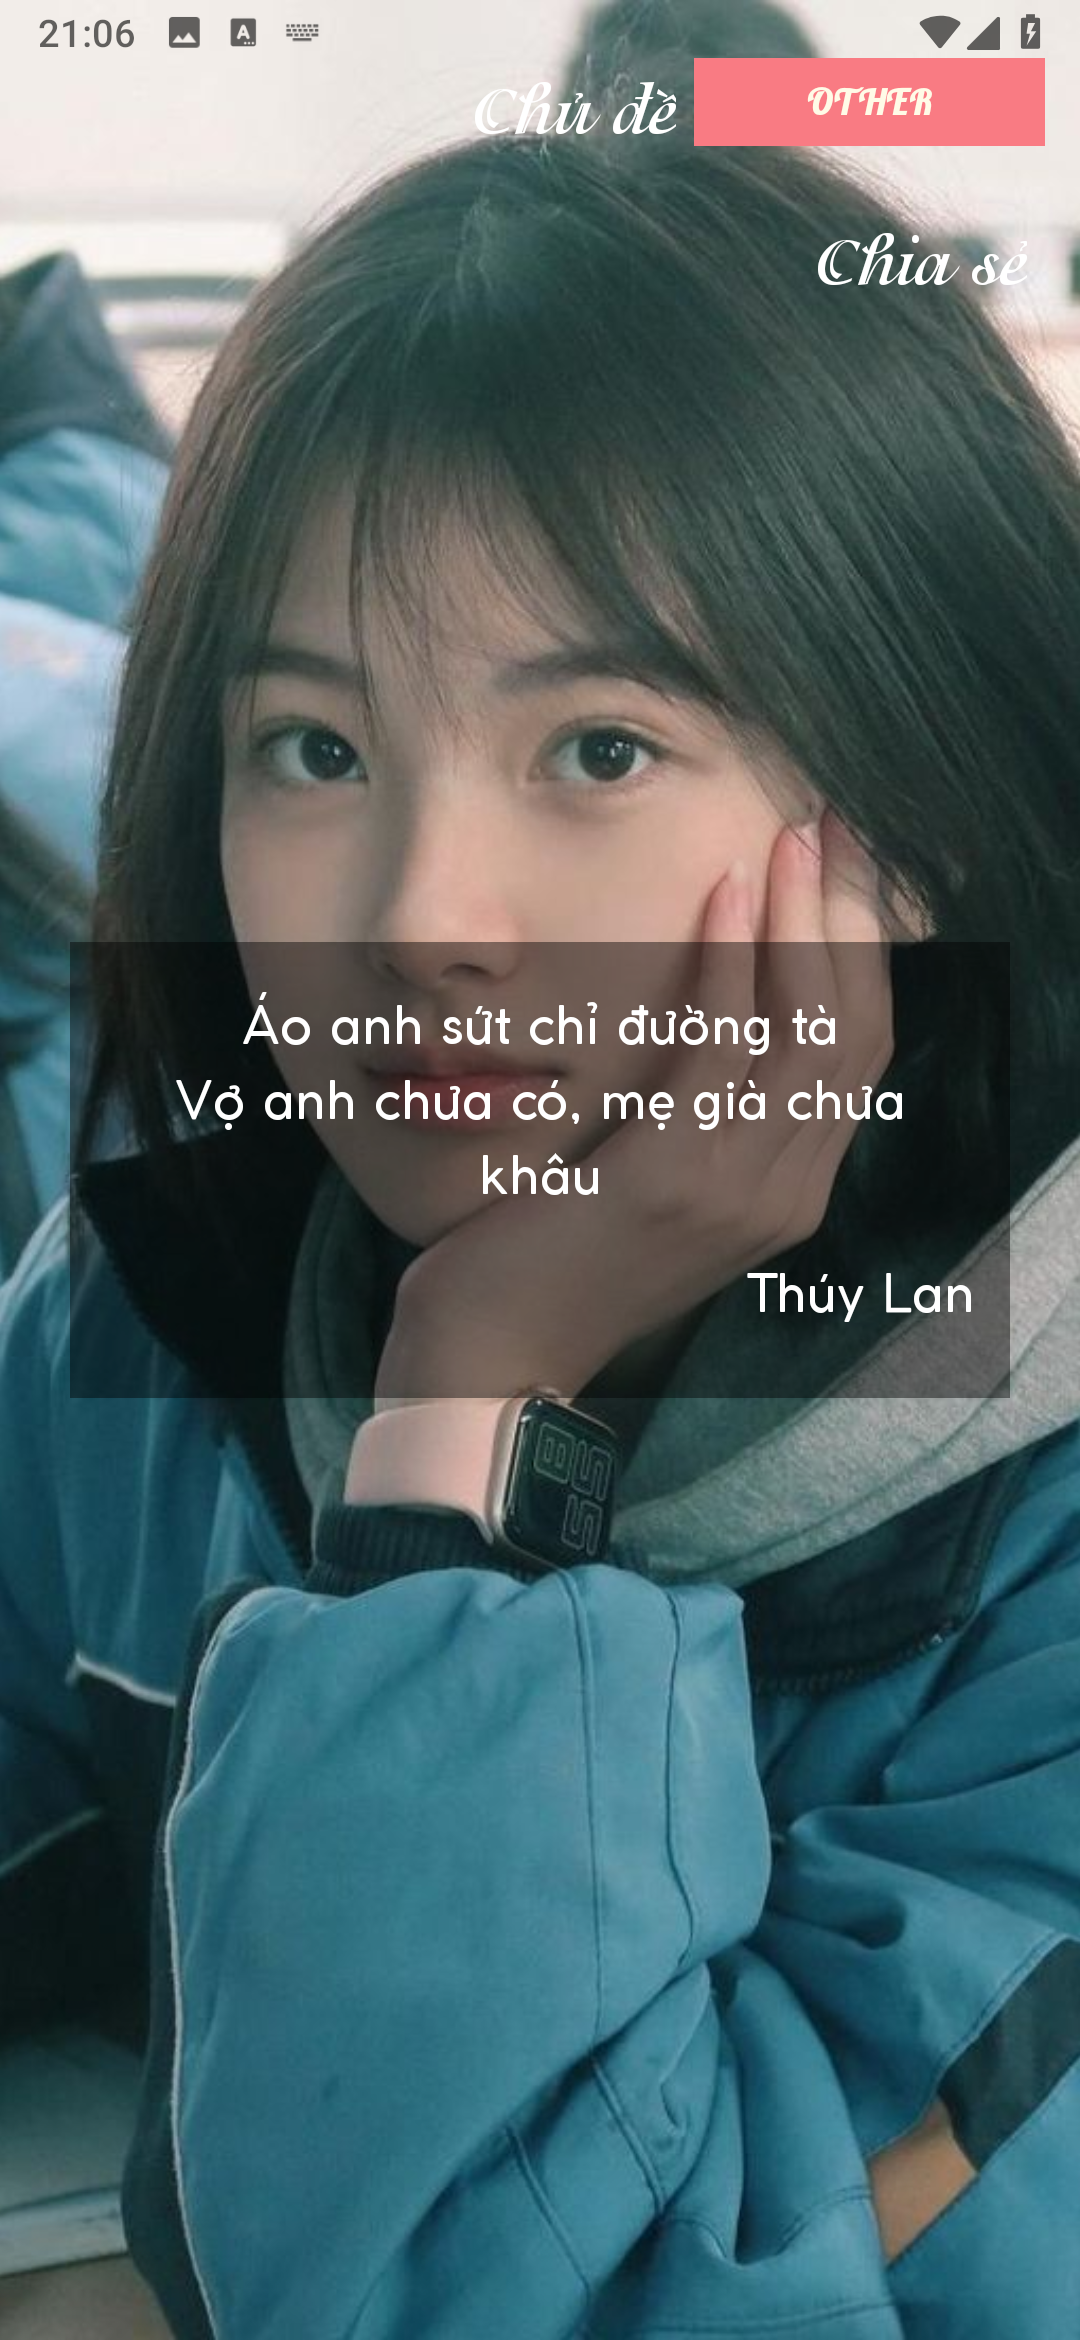 21:06
Chủ đề
OTHER
Chia sẻ
Áo anh sứt chỉ đường tà
Vợ anh chưa có, mẹ già chưa
khâu
Thúy Lan